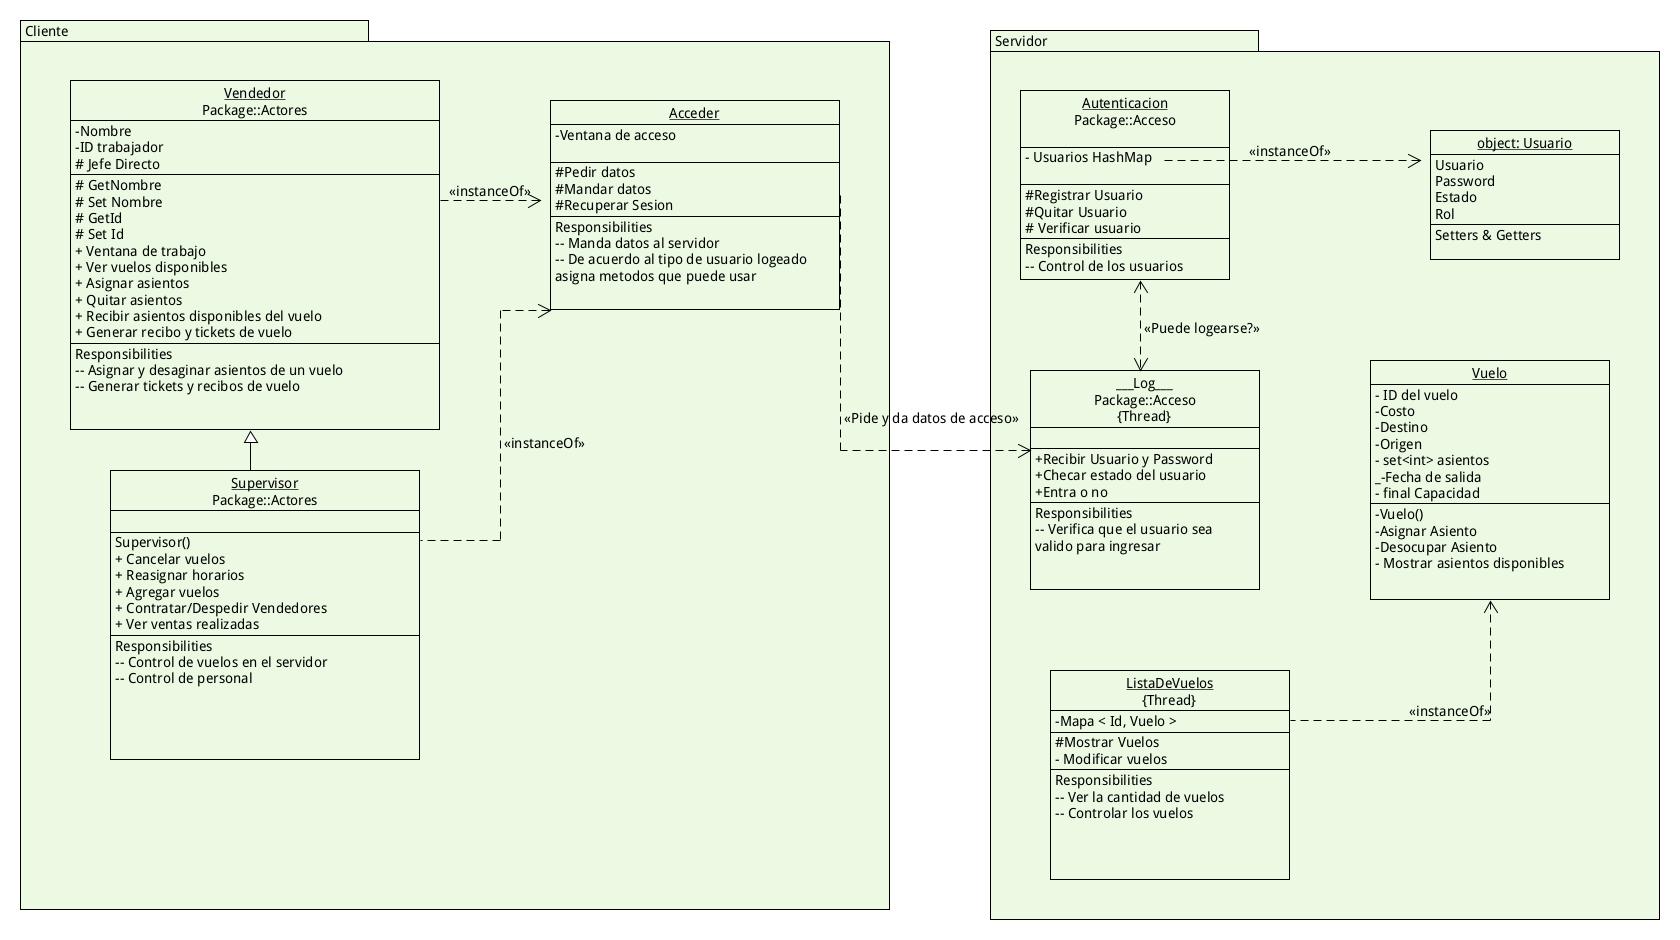 Cliente
Vendedor
Package::Actores
-Nombre
-ID trabajador
# Jefe Directo
# GetNombre
# Set Nombre
# GetId
# Set Id
+ Ventana de trabajo
+ Ver vuelos disponibles
+ Asignar asientos
+ Quitar asientos
+ Recibir asientos disponibles del vuelo
+ Generar recibo y tickets de vuelo
Responsibilities
-- Asignar y desaginar asientos de un vuelo
-- Generar tickets y recibos de vuelo
«instanceOf»
Acceder
-Ventana de acceso
#Pedir datos
#Mandar datos
#Recuperar Sesion
Responsibilities
-- Manda datos al servidor
-- De acuerdo al tipo de usuario logeado
asigna metodos que puede usar
«instanceOf»
Supervisor
Package::Actores
Supervisor()
+ Cancelar vuelos
+ Reasignar horarios
+ Agregar vuelos
+ Contratar/Despedir Vendedores
+ Ver ventas realizadas
Responsibilities
-- Control de vuelos en el servidor
-- Control de personal
«Pide y da datos de acceso»
Servidor
Autenticacion
Package::Acceso
- Usuarios HashMap
#Registrar Usuario
#Quitar Usuario
# Verificar usuario
Responsibilities
-- Control de los usuarios
«instanceOf»
object: Usuario
Usuario
Password
Estado
Rol
Setters & Getters
«Puede logearse?»
___Log___
Package::Acceso
{Thread}
+Recibir Usuario y Password
+Checar estado del usuario
+Entra o no
Responsibilities
-- Verifica que el usuario sea
valido para ingresar
Vuelo
- ID del vuelo
-Costo
-Destino
-Origen
- set<int> asientos
_-Fecha de salida
- final Capacidad
-Vuelo()
-Asignar Asiento
-Desocupar Asiento
- Mostrar asientos disponibles
ListaDeVuelos
{Thread}
-Mapa < Id, Vuelo >
#Mostrar Vuelos
- Modificar vuelos
Responsibilities
-- Ver la cantidad de vuelos
-- Controlar los vuelos
«instanceOf»